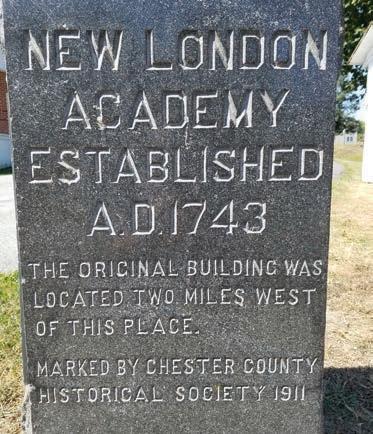 NEW LONDON
ACADEMY
ESTABLISHED
A.D.1743
THE ORIGINAL BUILDING WAS
LOCATED TWO MILES WEST
OF THIS PLACE.
MARKED BY CHESTER COUNTY
HISTORICAL SOCIETY 1911